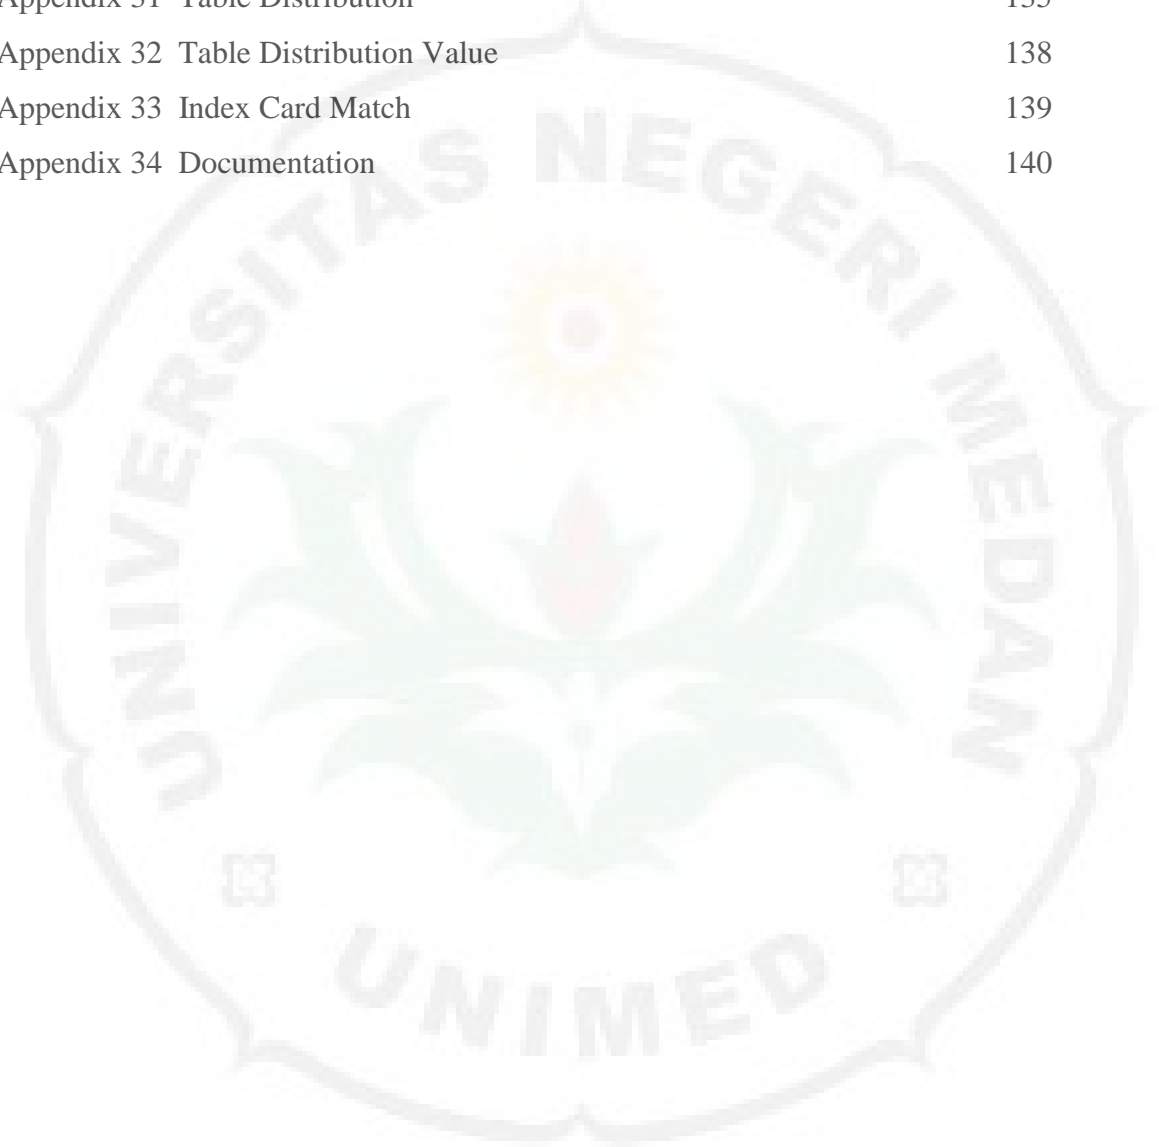 Appendix 31 Table Distribution 135
Appendix 32 Table Distribution Value 138
Appendix 33 Index Card Match 139
Appendix 34 Documentation 140
UNIVERSITAS NEGERI MEDAN
UNIMED